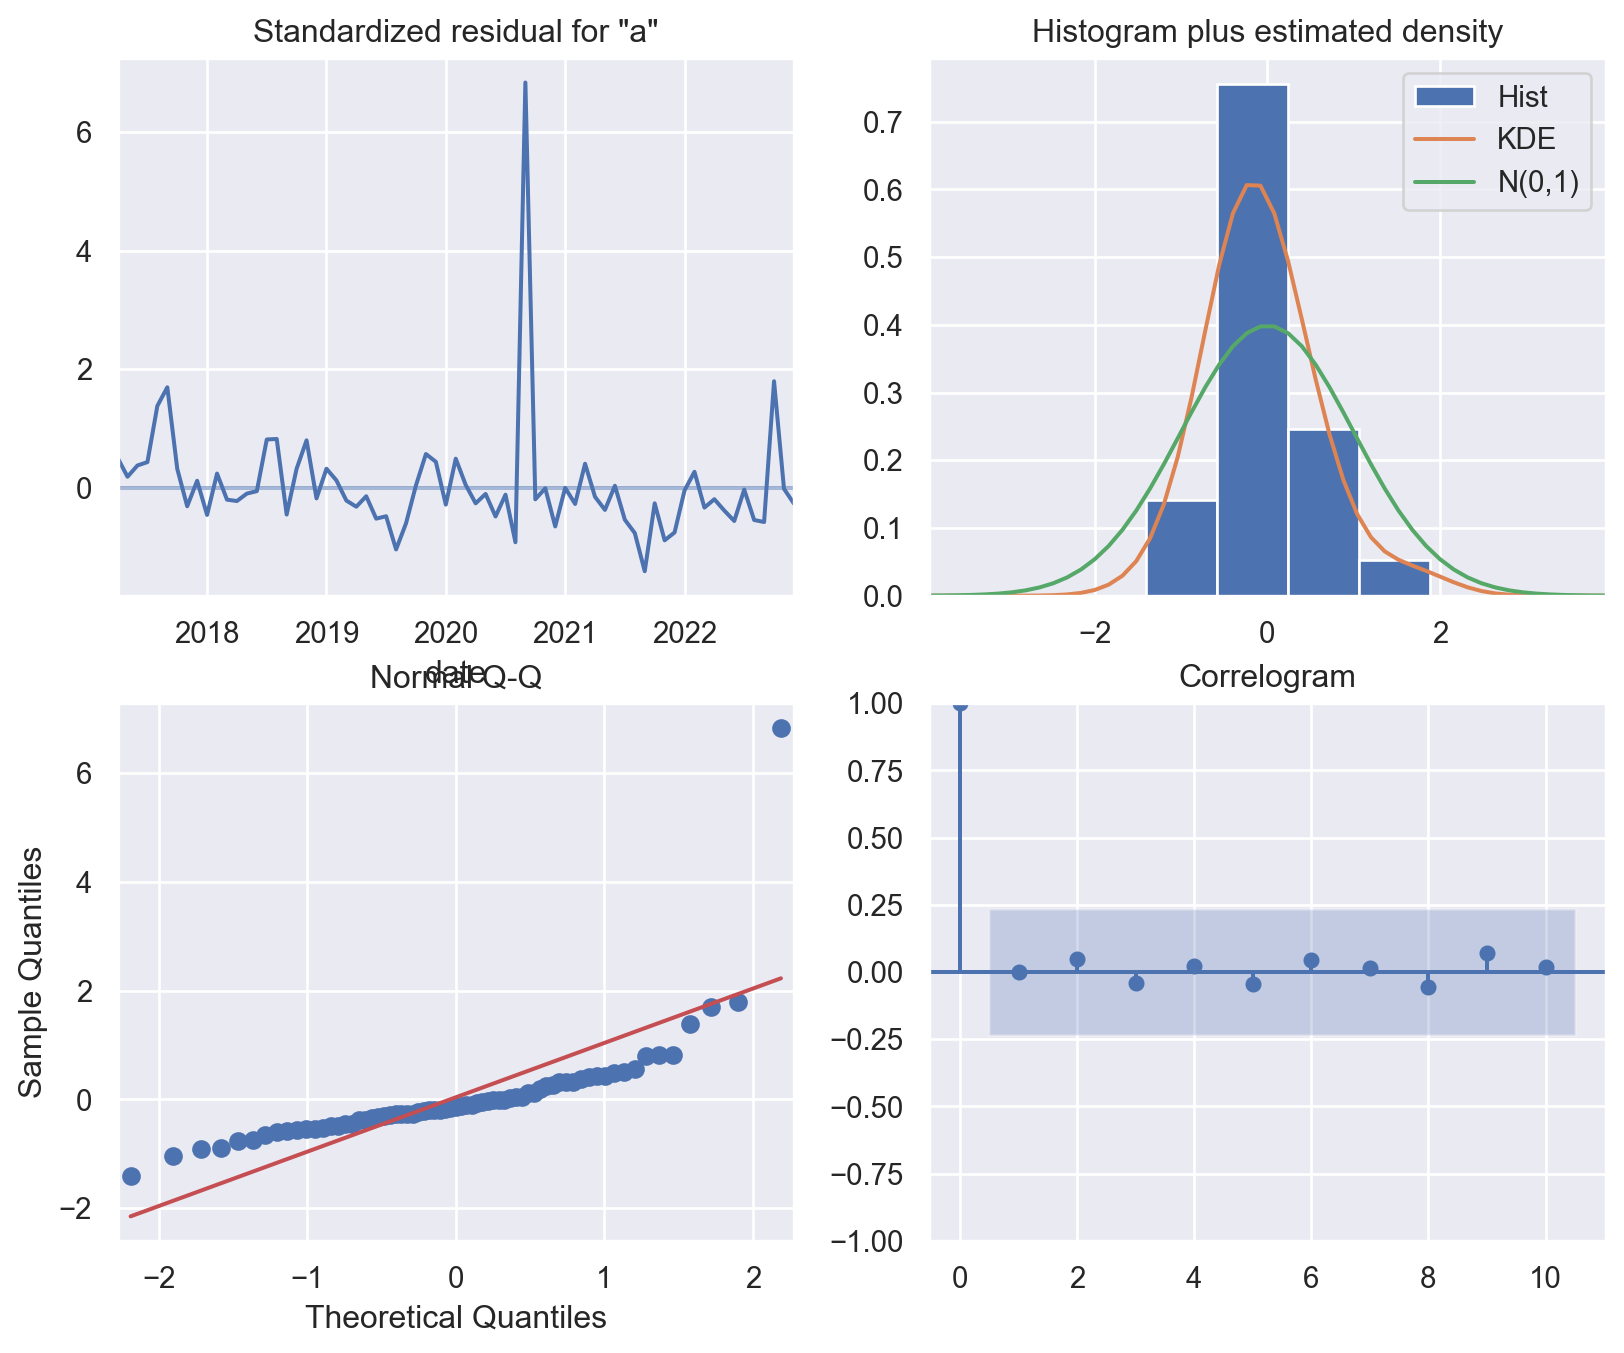 Standardized residual for "a"
6
4
2
0
2018 2019 2020 2021 2022
date
Histogram plus estimated density
Hist
KDE
N(0,1)
0.7
0.6
0.5
0.4
0.3
0.2
0.1
0.0
−2 0 2
Normal Q-Q
Sample Quantiles
6
4
2
0
−2
−2 −1 0 1 2
Theoretical Quantiles
Correlogram
1.00
0.75
0.50
0.25
0.00
−0.25
−0.50
−0.75
−1.00
0 2 4 6 8 10